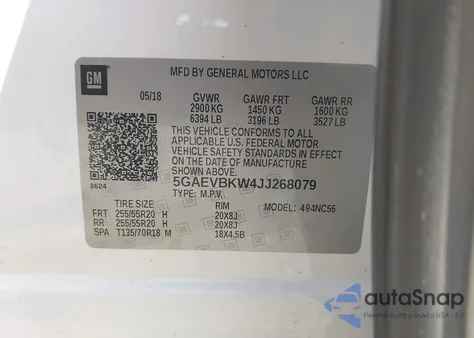 GM
MFD BY GENERAL MOTORS LLC
05/18 GVWR GAWR FRT GAWR RR
2900 KG 1450 KG 1600 KG
6394 LB 3196 LB 3527 LB
THIS VEHICLE CONFORMS TO ALL
APPLICABLE U.S. FEDERAL MOTOR
VEHICLE SAFETY STANDARDS IN EFFECT
ON THE DATE OF MANUFACTURE
SHOWN ABOVE.
8624
5GAEVBKW4JJ268079
TYPE: M.P.V. MODEL: 494NC56
TIRE SIZE RIM
FRT 255/55R20 H 20X8J
RR 255/55R20 H 20X8J
SPA T135/70R18 M 18X4.5B
autoSnap